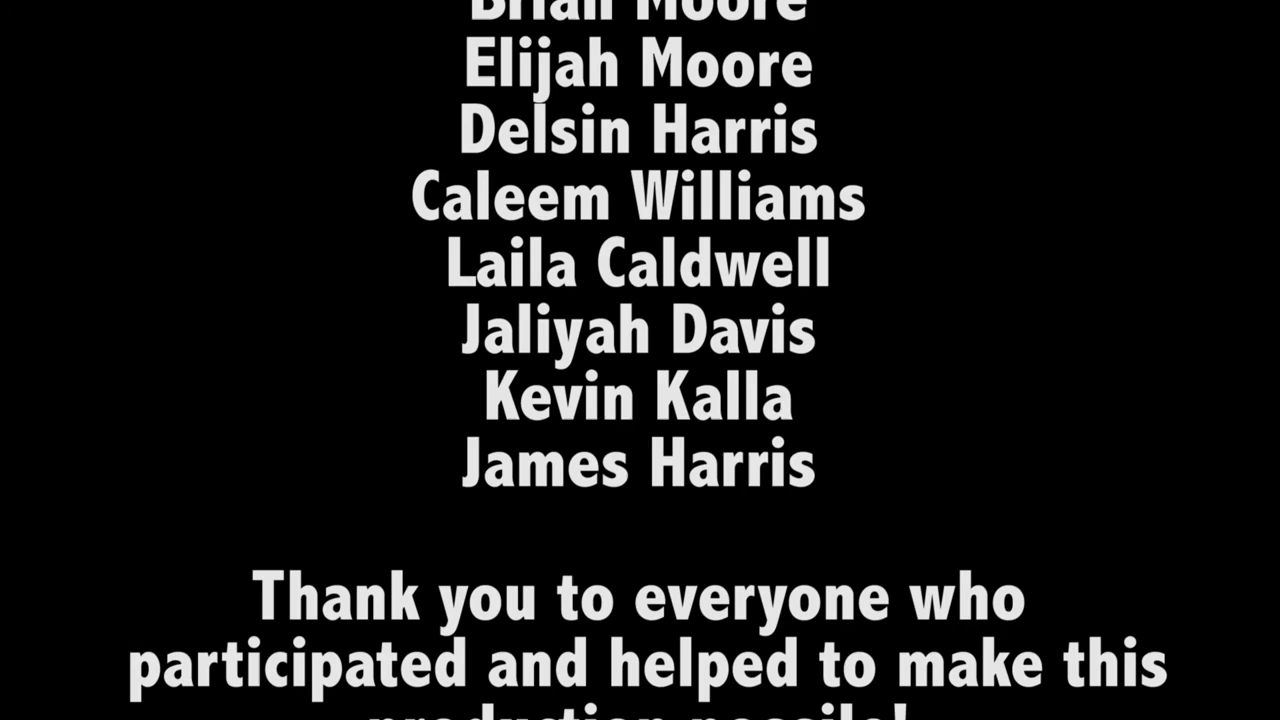 Brian Moore
Elijah Moore
Delsin Harris
Caleem Williams
Laila Caldwell
Jaliyah Davis
Kevin Kalla
James Harris
Thank you to everyone who
participated and helped to make this
production possile!